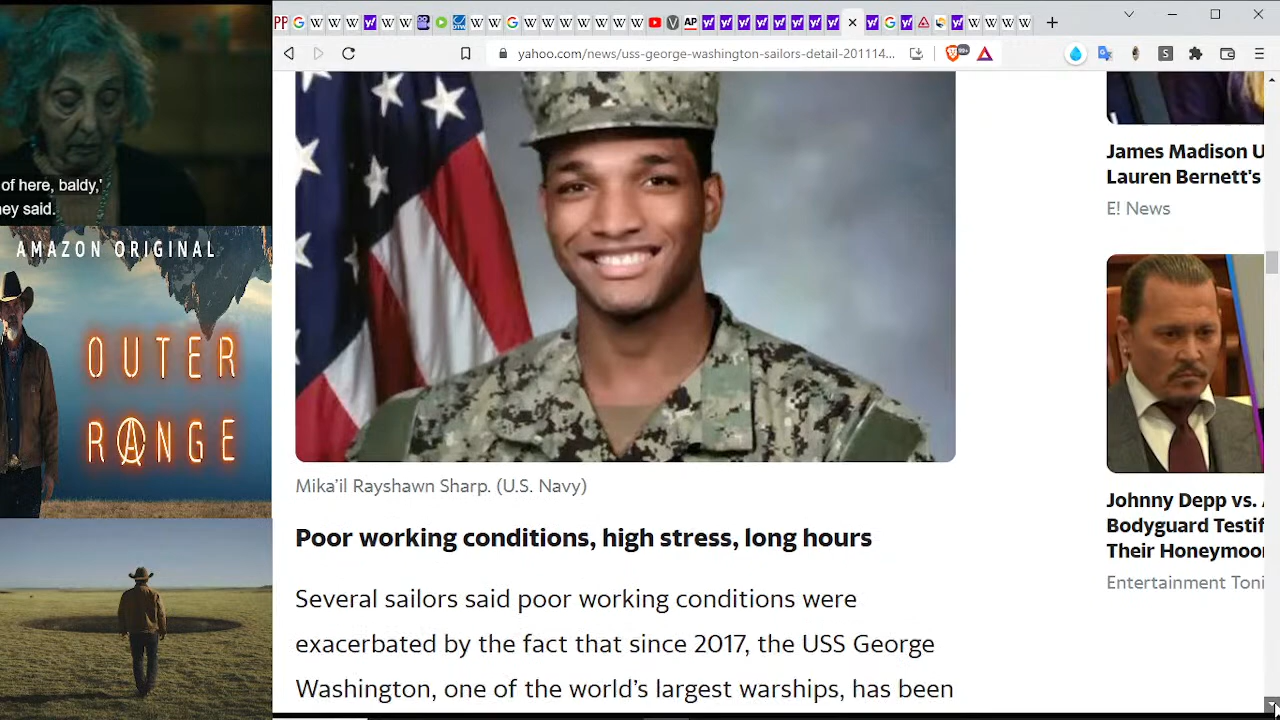 of here, baldy,'
ey said.
AMAZON ORIGINAL
OUTER
RANGE
yahoo.com/news/uss-george-washington-sailors-detail-201114...
99+
Mika'il Rayshawn Sharp. (U.S. Navy)
Poor working conditions, high stress, long hours
Several sailors said poor working conditions were
exacerbated by the fact that since 2017, the USS George
Washington, one of the world's largest warships, has been
James Madison U
Lauren Bernett's
E! News
Johnny Depp vs.
Bodyguard Testif
Their Honeymoo
Entertainment Toni